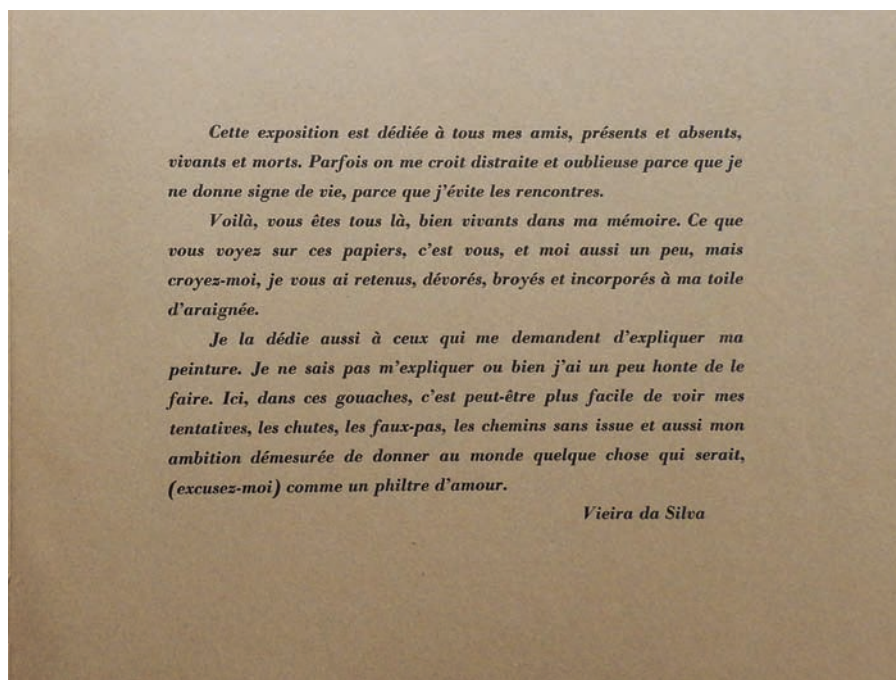 Cette exposition est dédiée à tous mes amis, présents et absents,
vivants et morts. Parfois on me croit distraite et oublieuse parce que je
ne donne signe de vie, parce que j'évite les rencontres.
Voilà, vous êtes tous là, bien vivants dans ma mémoire. Ce que
vous voyez sur ces papiers, c'est vous, et moi aussi un peu, mais
croyez-moi, je vous ai retenus, dévorés, broyés et incorporés à ma toile
d'araignée.
Je la dédie aussi à ceux qui me demandent d'expliquer ma
peinture. Je ne sais pas m'expliquer ou bien j'ai un peu honte de le
faire. Ici, dans ces gouaches, c'est peut-être plus facile de voir mes
tentatives, les chutes, les faux-pas, les chemins sans issue et aussi mon
ambition démesurée de donner au monde quelque chose qui serait,
(excusez-moi) comme un philtre d'amour.
Vieira da Silva